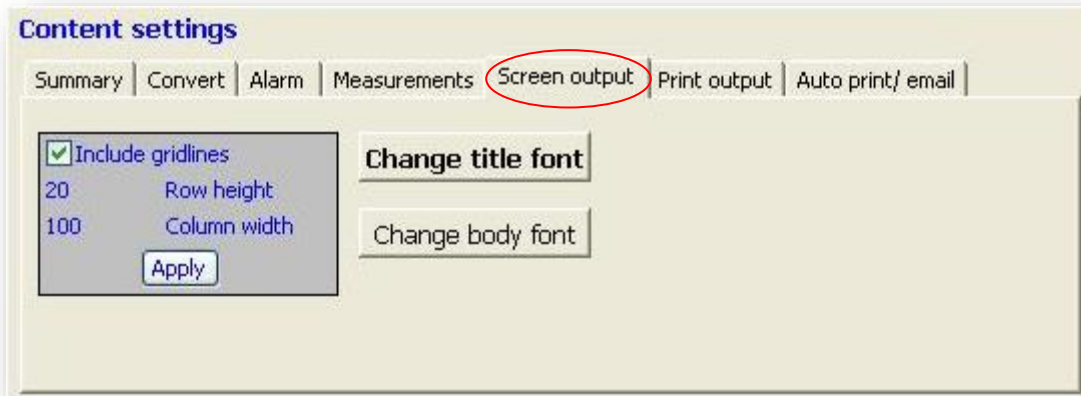 Content settings
Summary Convert Alarm Measurements Screen output Print output Auto print/ email
Include gridlines
20 Row height
100 Column width
Apply
Change title font
Change body font